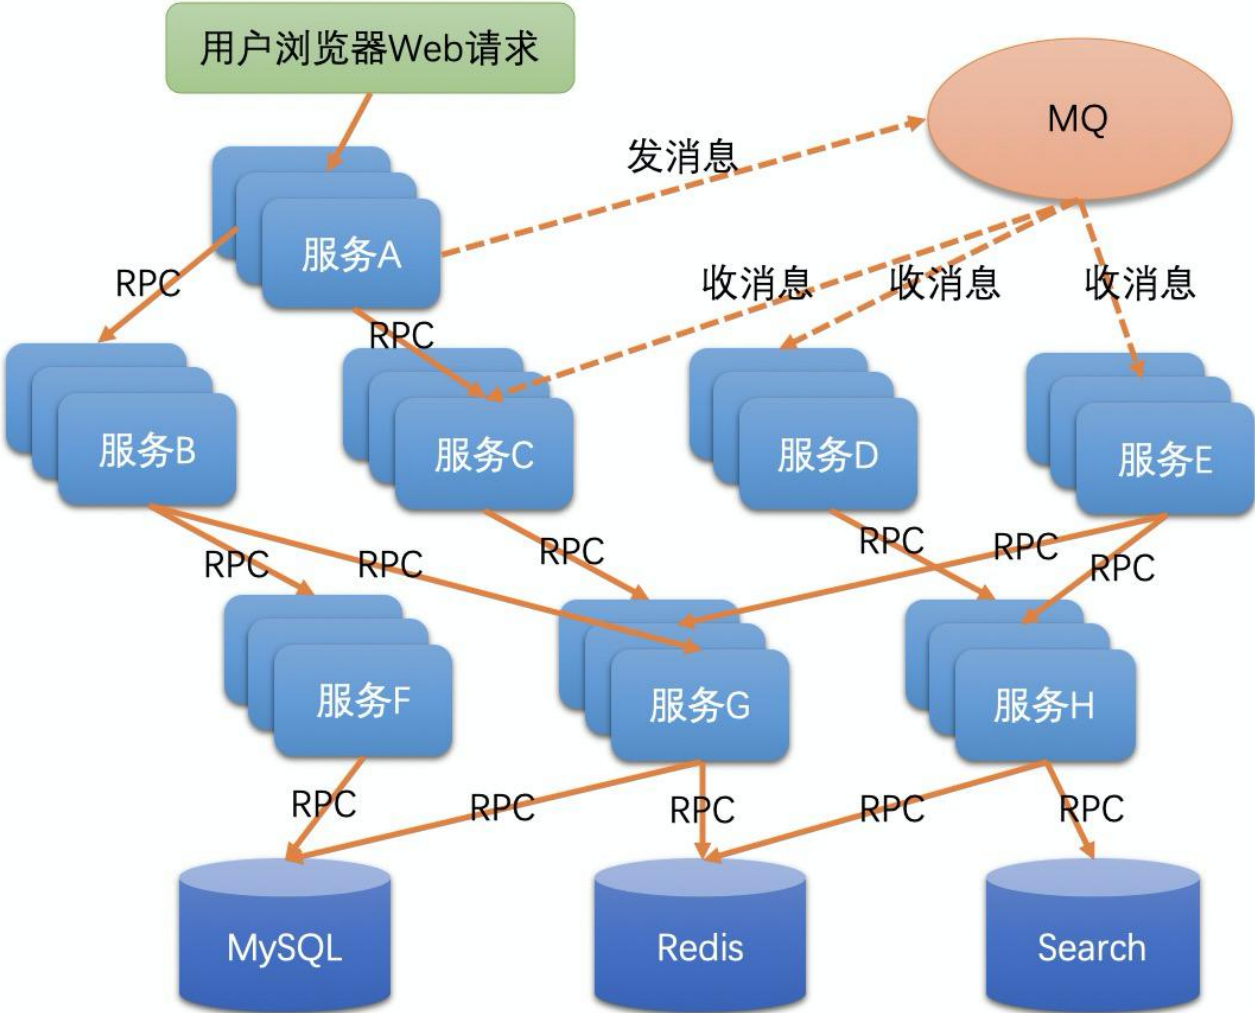 用户浏览器Web请求
MQ
发消息
服务A
RPC
收消息
收消息
收消息
RPC
服务B
服务C
服务D
服务E
RPC
RPC
RPC
RPC
RPC
RPC
服务F
服务G
服务H
RPC
RPC
RPC
RPC
RPC
MySQL
Redis
Search